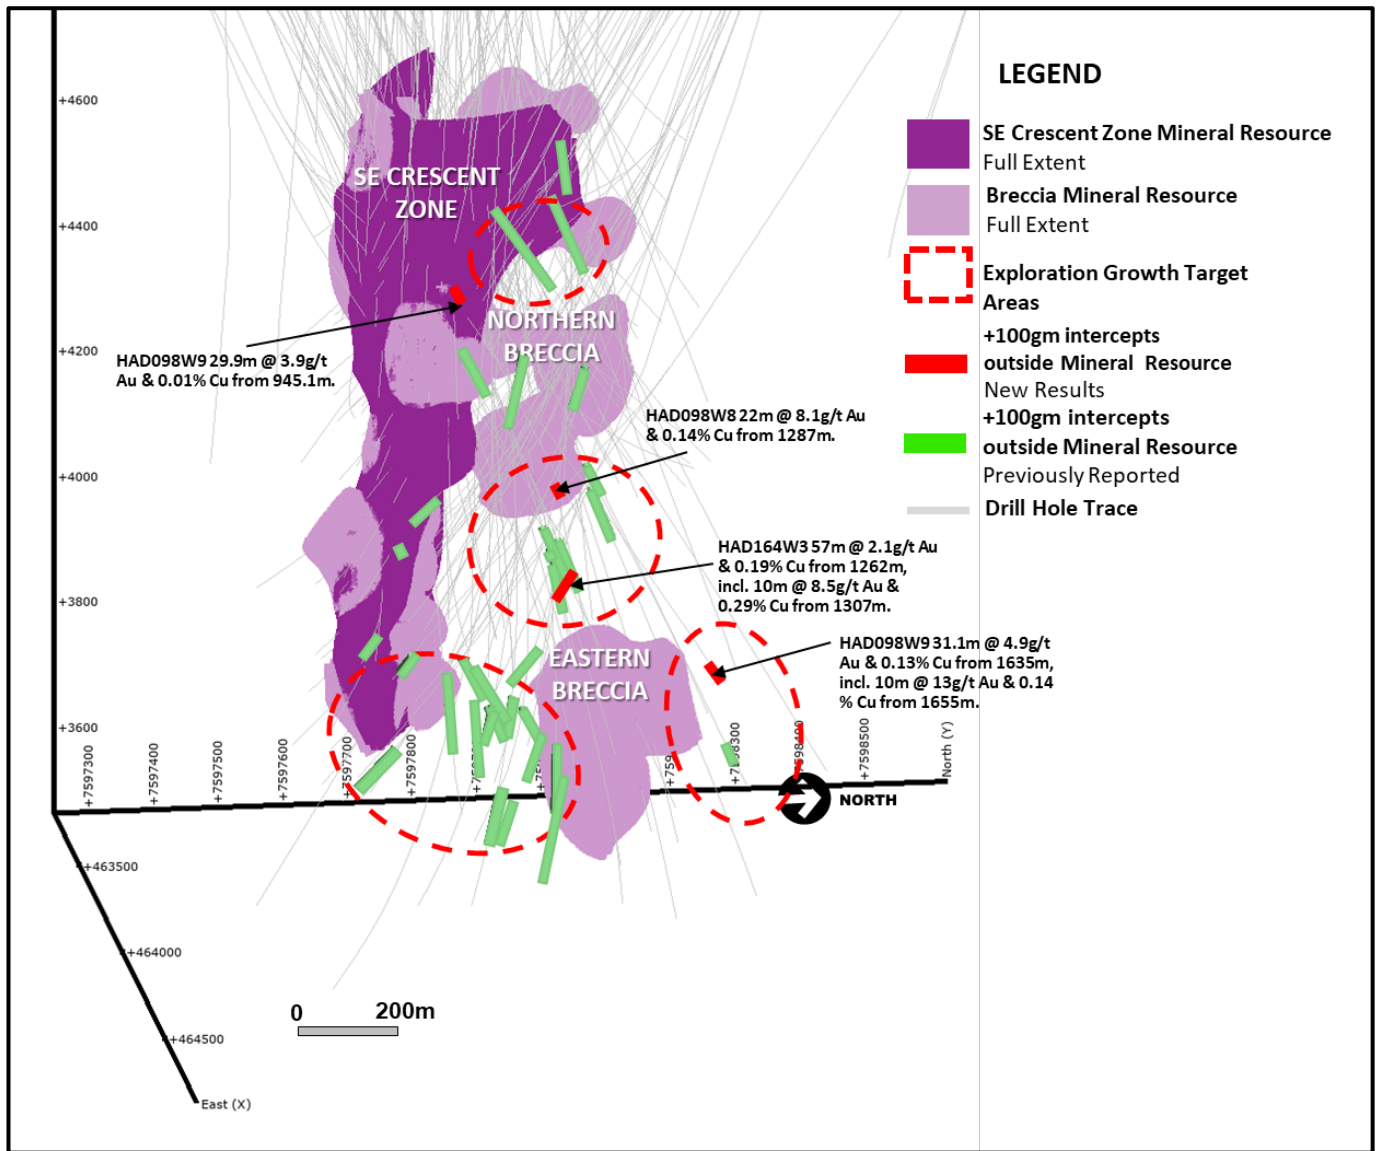 LEGEND
SE Crescent Zone Mineral Resource
Full Extent
Breccia Mineral Resource
Full Extent
Exploration Growth Target
Areas
+100gm intercepts
outside Mineral Resource
New Results
+100gm intercepts
outside Mineral Resource
Previously Reported
Drill Hole Trace
+4600
+4400
+4200
+4000
+3800
+3600
SE CRESCENT
ZONE
NORTHERN
BRECCIA
EASTERN
BRECCIA
HAD098W9 29.9m @ 3.9g/t
Au & 0.01% Cu from 945.1m.
HAD098W8 22m @ 8.1g/t Au
& 0.14% Cu from 1287m.
HAD164W3 57m @ 2.1g/t Au
& 0.19% Cu from 1262m,
incl. 10m @ 8.5g/t Au &
0.29% Cu from 1307m.
HAD098W9 31.1m @ 4.9g/t
Au & 0.13% Cu from 1635m,
incl. 10m @ 13g/t Au & 0.14
% Cu from 1655m.
+7597300
+7597400
+7597500
+7597600
+7597700
+7597800
+7598500
North (Y)
NORTH
+463500
+464000
+464500
East (X)
0
200m